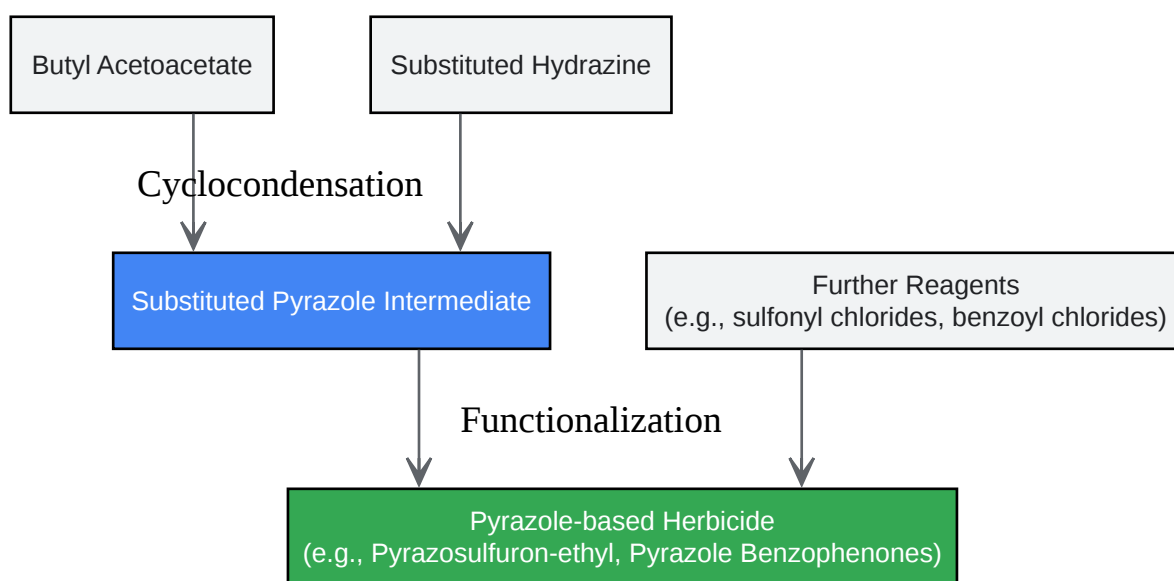 Butyl Acetoacetate
Substituted Hydrazine
Cyclocondensation
Substituted Pyrazole Intermediate
Further Reagents
(e.g., sulfonyl chlorides, benzoyl chlorides)
Functionalization
Pyrazole-based Herbicide
(e.g., Pyrazosulfuron-ethyl, Pyrazole Benzophenones)